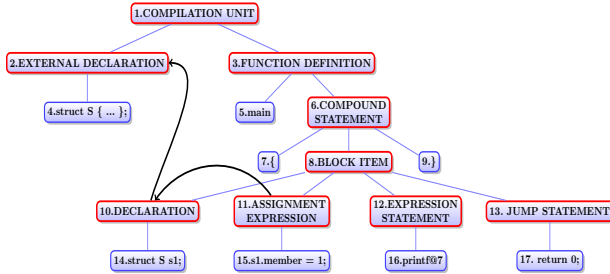 1.COMPILATION UNIT
2.EXTERNAL DECLARATION
3.FUNCTION DEFINITION
4.struct S { ... };
5.main
6.COMPOUND
STATEMENT
7.{
8.BLOCK ITEM
9.}
10.DECLARATION
11.ASSIGNMENT
EXPRESSION
12.EXPRESSION
STATEMENT
13. JUMP STATEMENT
14.struct S s1;
15.s1.member = 1;
16.printf@7
17. return 0;